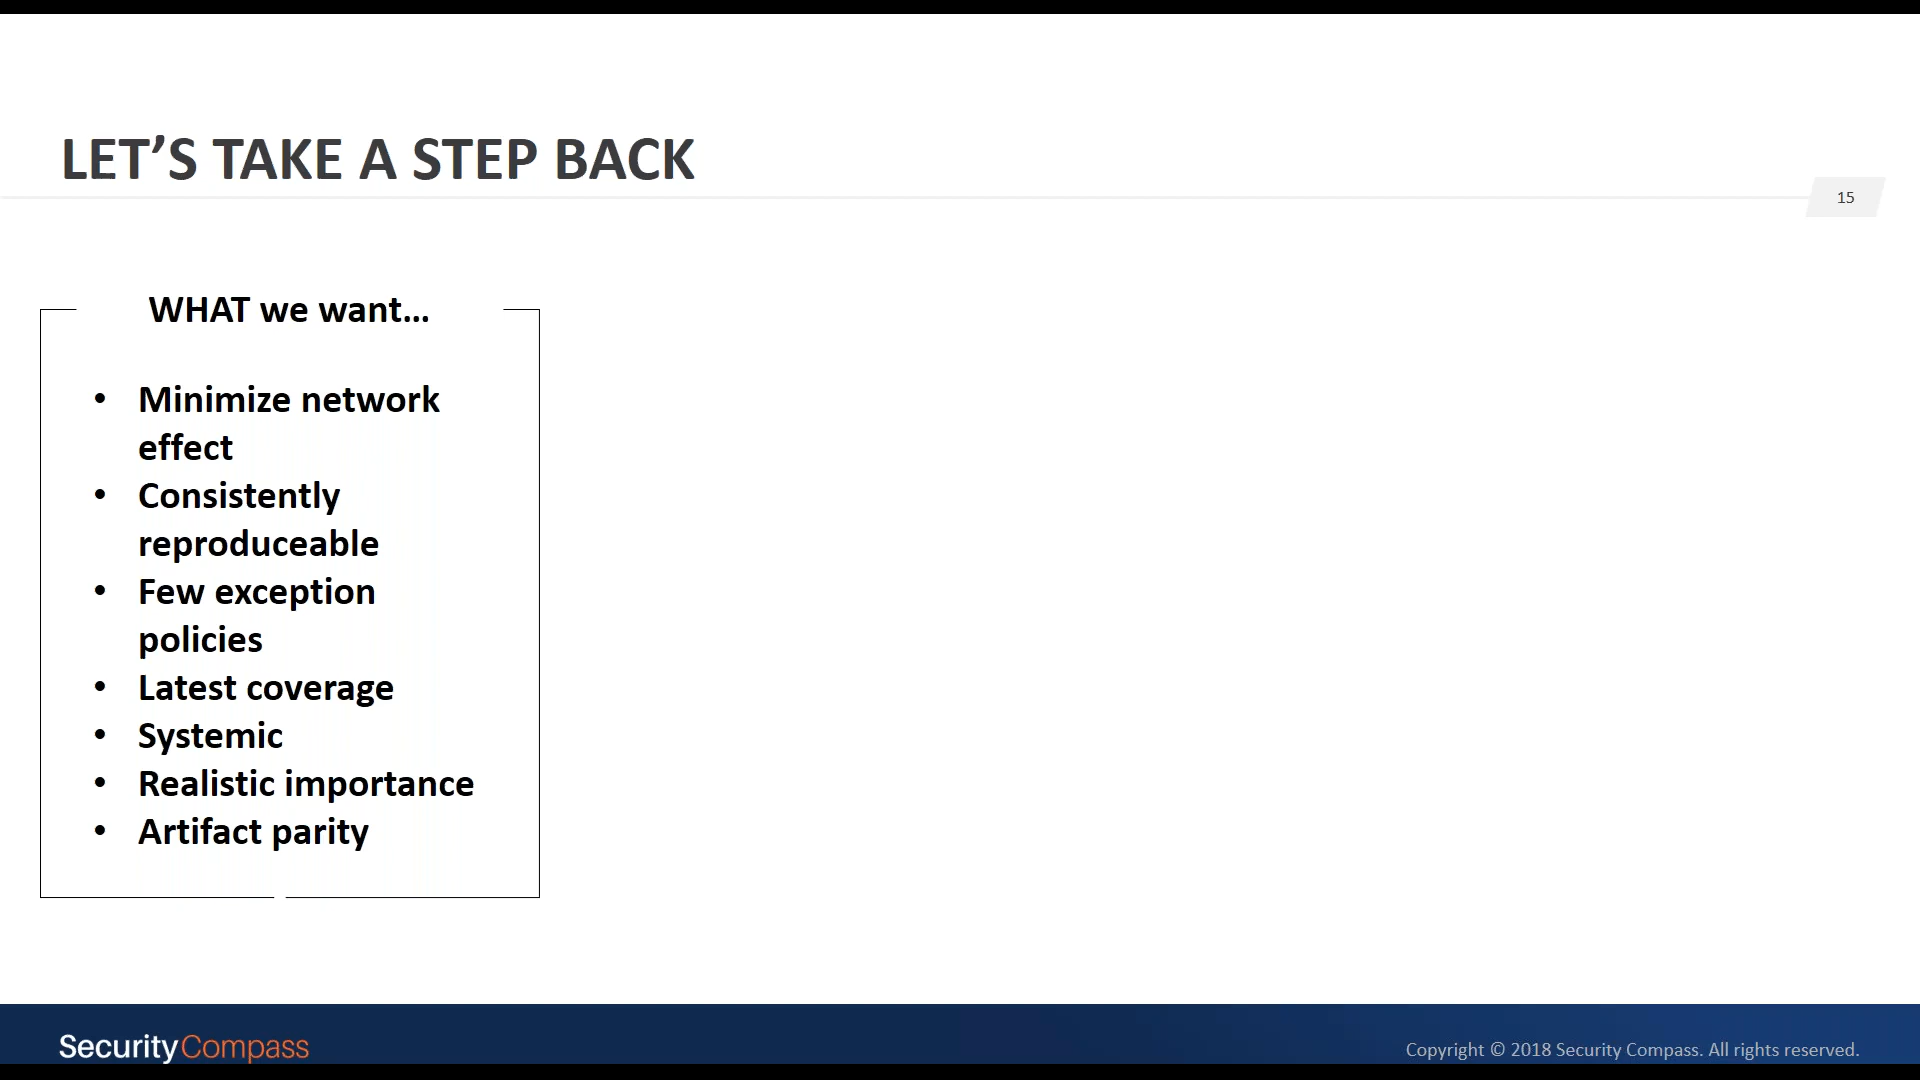 LET’S TAKE A STEP BACK
15
WHAT we want...
• Minimize network
effect
• Consistently
reproduceable
• Few exception
policies
• Latest coverage
• Systemic
• Realistic importance
• Artifact parity
SecurityCompass
Copyright © 2018 Security Compass. All rights reserved.